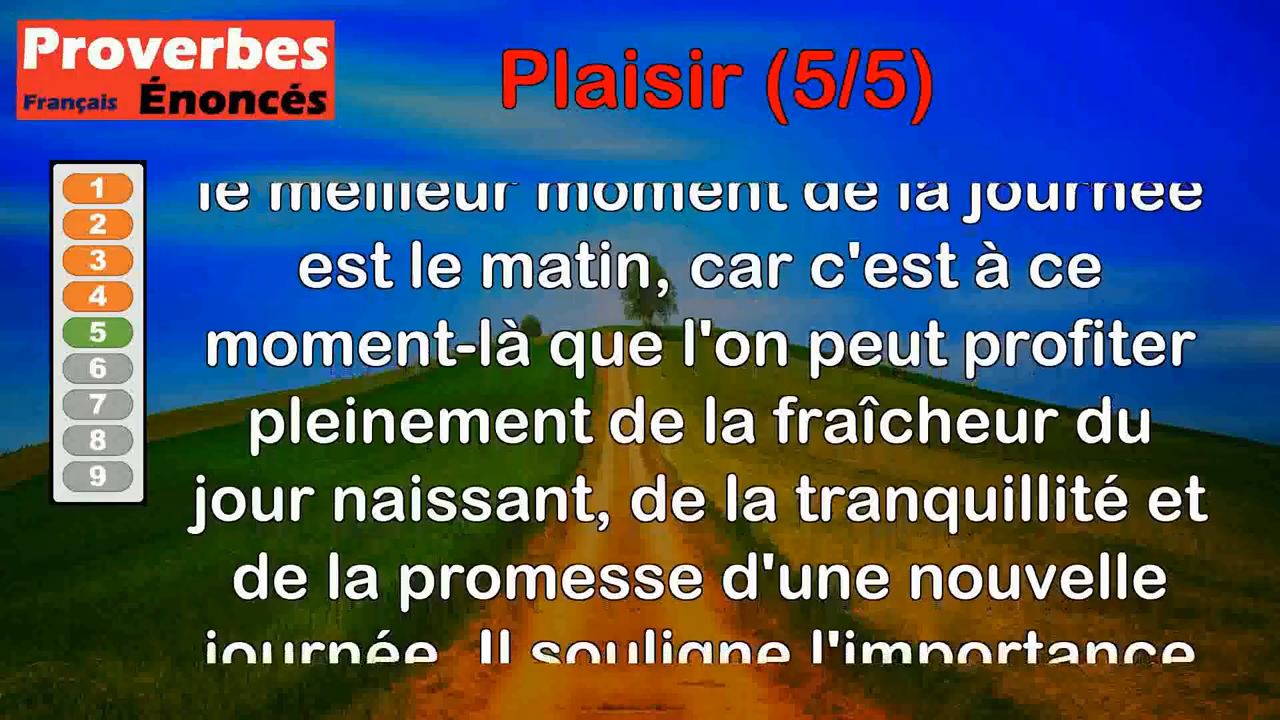 Proverbes
Français Énoncés
Plaisir (5/5)
1
2
3
4
5
6
7
8
9
le meilleur moment de la journée
est le matin, car c'est à ce
moment-là que l'on peut profiter
pleinement de la fraîcheur du
jour naissant, de la tranquillité et
de la promesse d'une nouvelle
journée. Il souligne l'importance